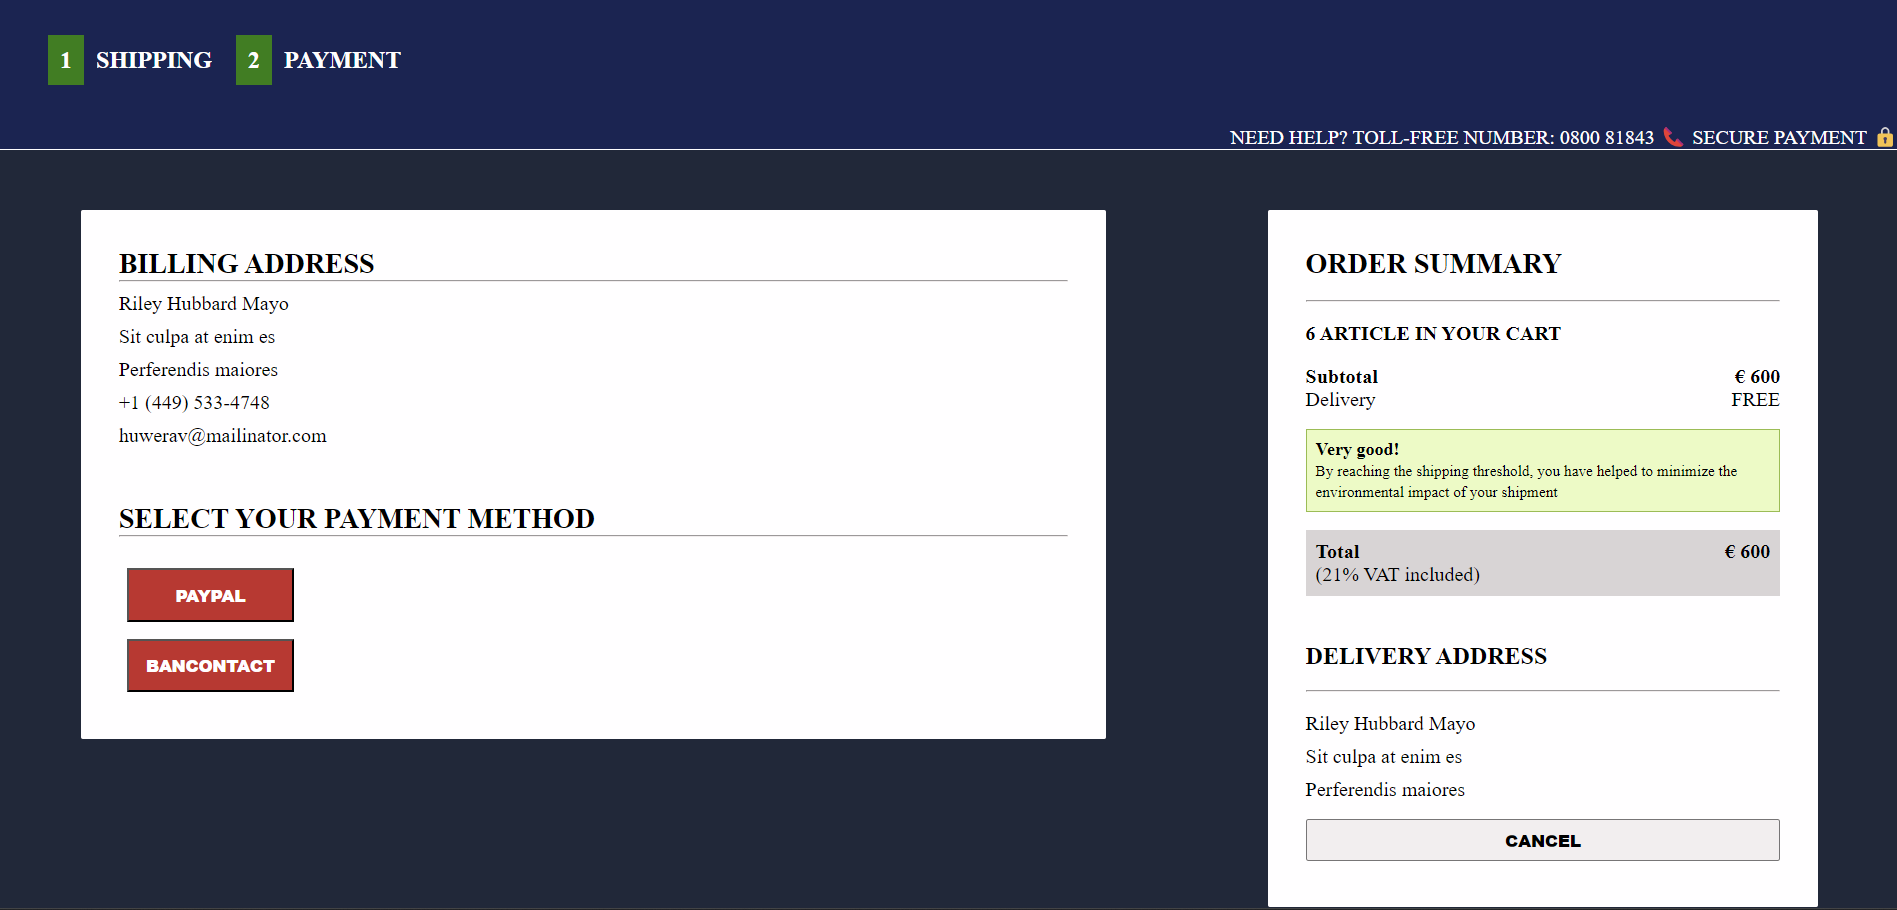 1 SHIPPING 2 PAYMENT
NEED HELP? TOLL-FREE NUMBER: 0800 81843 SECURE PAYMENT
BILLING ADDRESS
Riley Hubbard Mayo
Sit culpa at enim es
Perferendis maiores
+1 (449) 533-4748
huwerav@mailinator.com
SELECT YOUR PAYMENT METHOD
PAYPAL
BANCONTACT
ORDER SUMMARY
6 ARTICLE IN YOUR CART
Subtotal € 600
Delivery FREE
Very good!
By reaching the shipping threshold, you have helped to minimize the
environmental impact of your shipment
Total € 600
(21% VAT included)
DELIVERY ADDRESS
Riley Hubbard Mayo
Sit culpa at enim es
Perferendis maiores
CANCEL